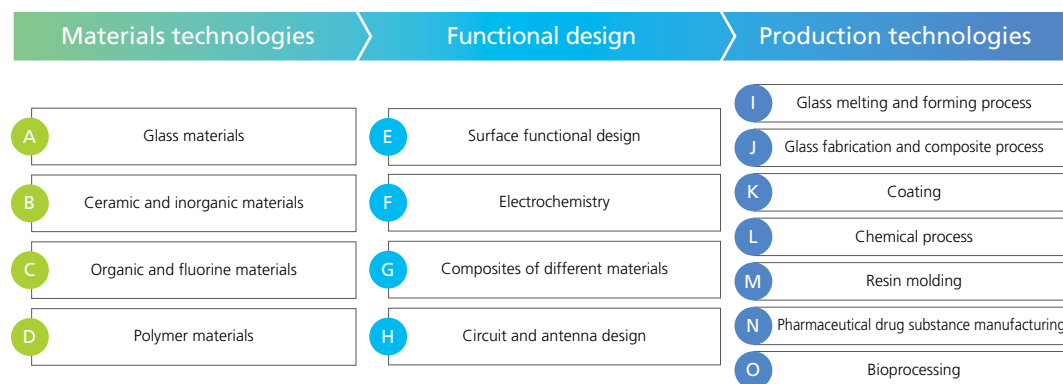 Materials technologies
Functional design
Production technologies
A Glass materials
B Ceramic and inorganic materials
C Organic and fluorine materials
D Polymer materials
E Surface functional design
F Electrochemistry
G Composites of different materials
H Circuit and antenna design
I Glass melting and forming process
J Glass fabrication and composite process
K Coating
L Chemical process
M Resin molding
N Pharmaceutical drug substance manufacturing
O Bioprocessing